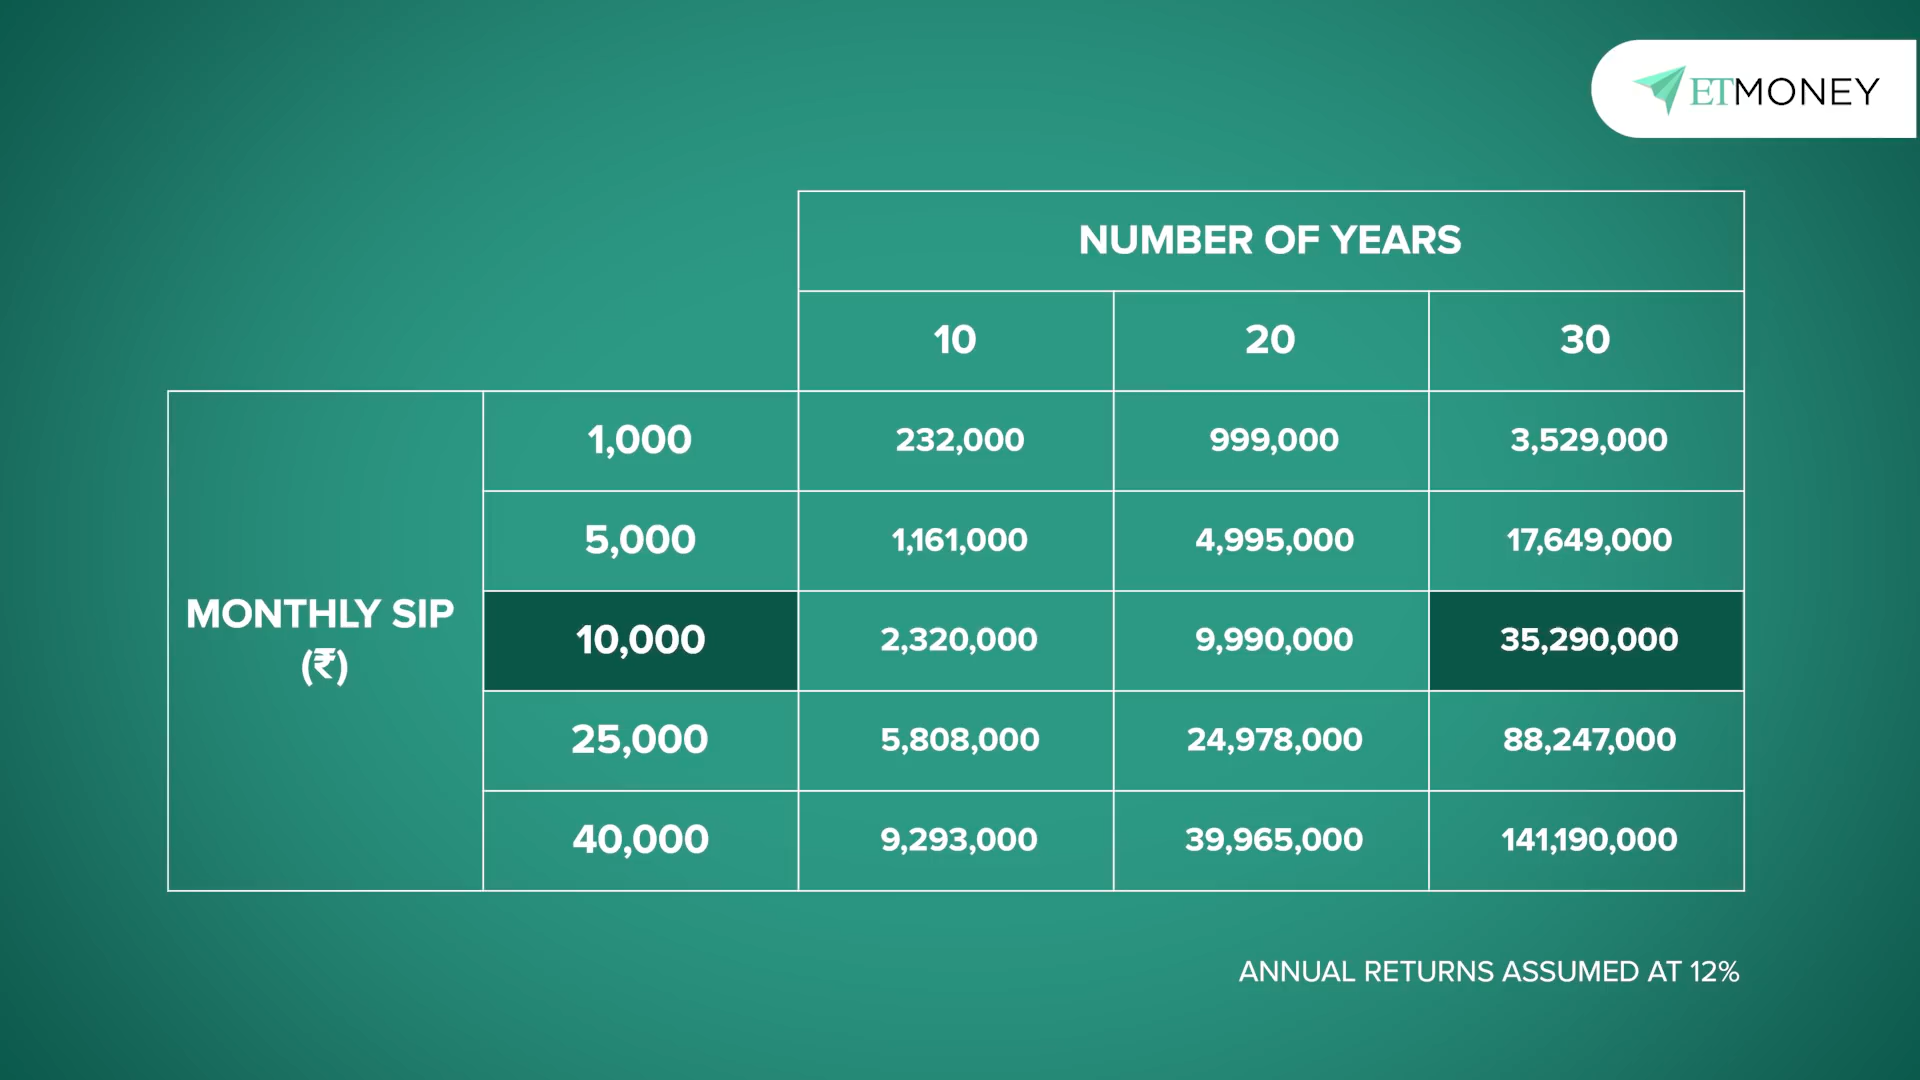 ETMONEY
NUMBER OF YEARS
10 20 30
1,000 232,000 999,000 3,529,000
5,000 1,161,000 4,995,000 17,649,000
MONTHLY SIP
(₹)
10,000 2,320,000 9,990,000 35,290,000
25,000 5,808,000 24,978,000 88,247,000
40,000 9,293,000 39,965,000 141,190,000
ANNUAL RETURNS ASSUMED AT 12%